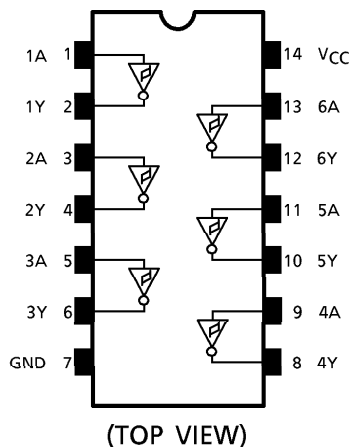 1A 1 14 VCC
1Y 2 13 6A
2A 3 12 6Y
2Y 4 11 5A
3A 5 10 5Y
3Y 6 9 4A
GND 7 8 4Y
(TOP VIEW)